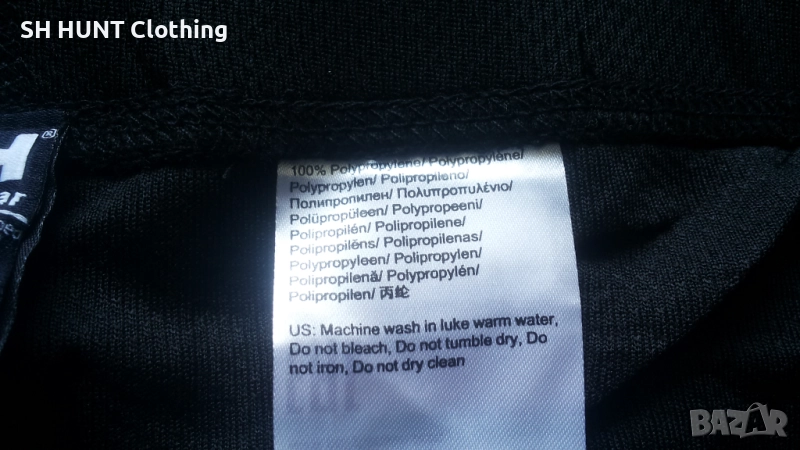 SH HUNT Clothing
H®
ar
100% Polypropylene/ Polypropylène/
Polypropylen/ Polipropileno/
Полипропилен/ Πολυπροπυλένιο/
Polüpropüleen/ Polypropeeni/
Polipropilén/ Polipropilene/
Polipropilēns/ Polipropilenas/
Polypropyleen/ Polipropylen/
Polipropilenă/ Polypropylén/
Polipropilen/ 丙纶
US: Machine wash in luke warm water,
Do not bleach, Do not tumble dry, Do
not iron, Do not dry clean
BAZAR